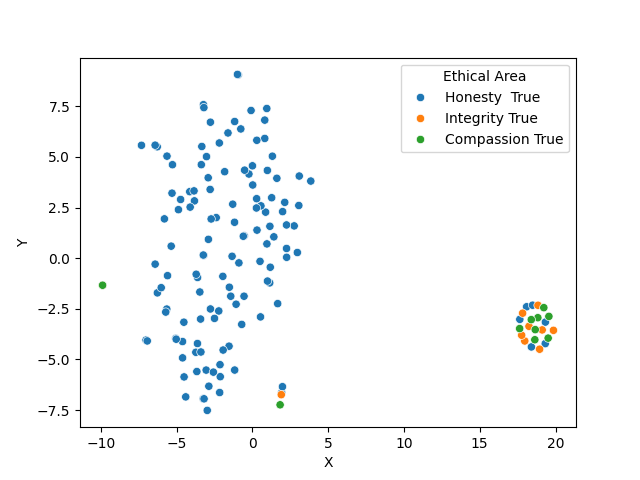 Ethical Area
Honesty  True
Integrity True
Compassion True
7.5
5.0
2.5
0.0
−2.5
−5.0
−7.5
Y
−10
−5
0
5
10
15
20
X